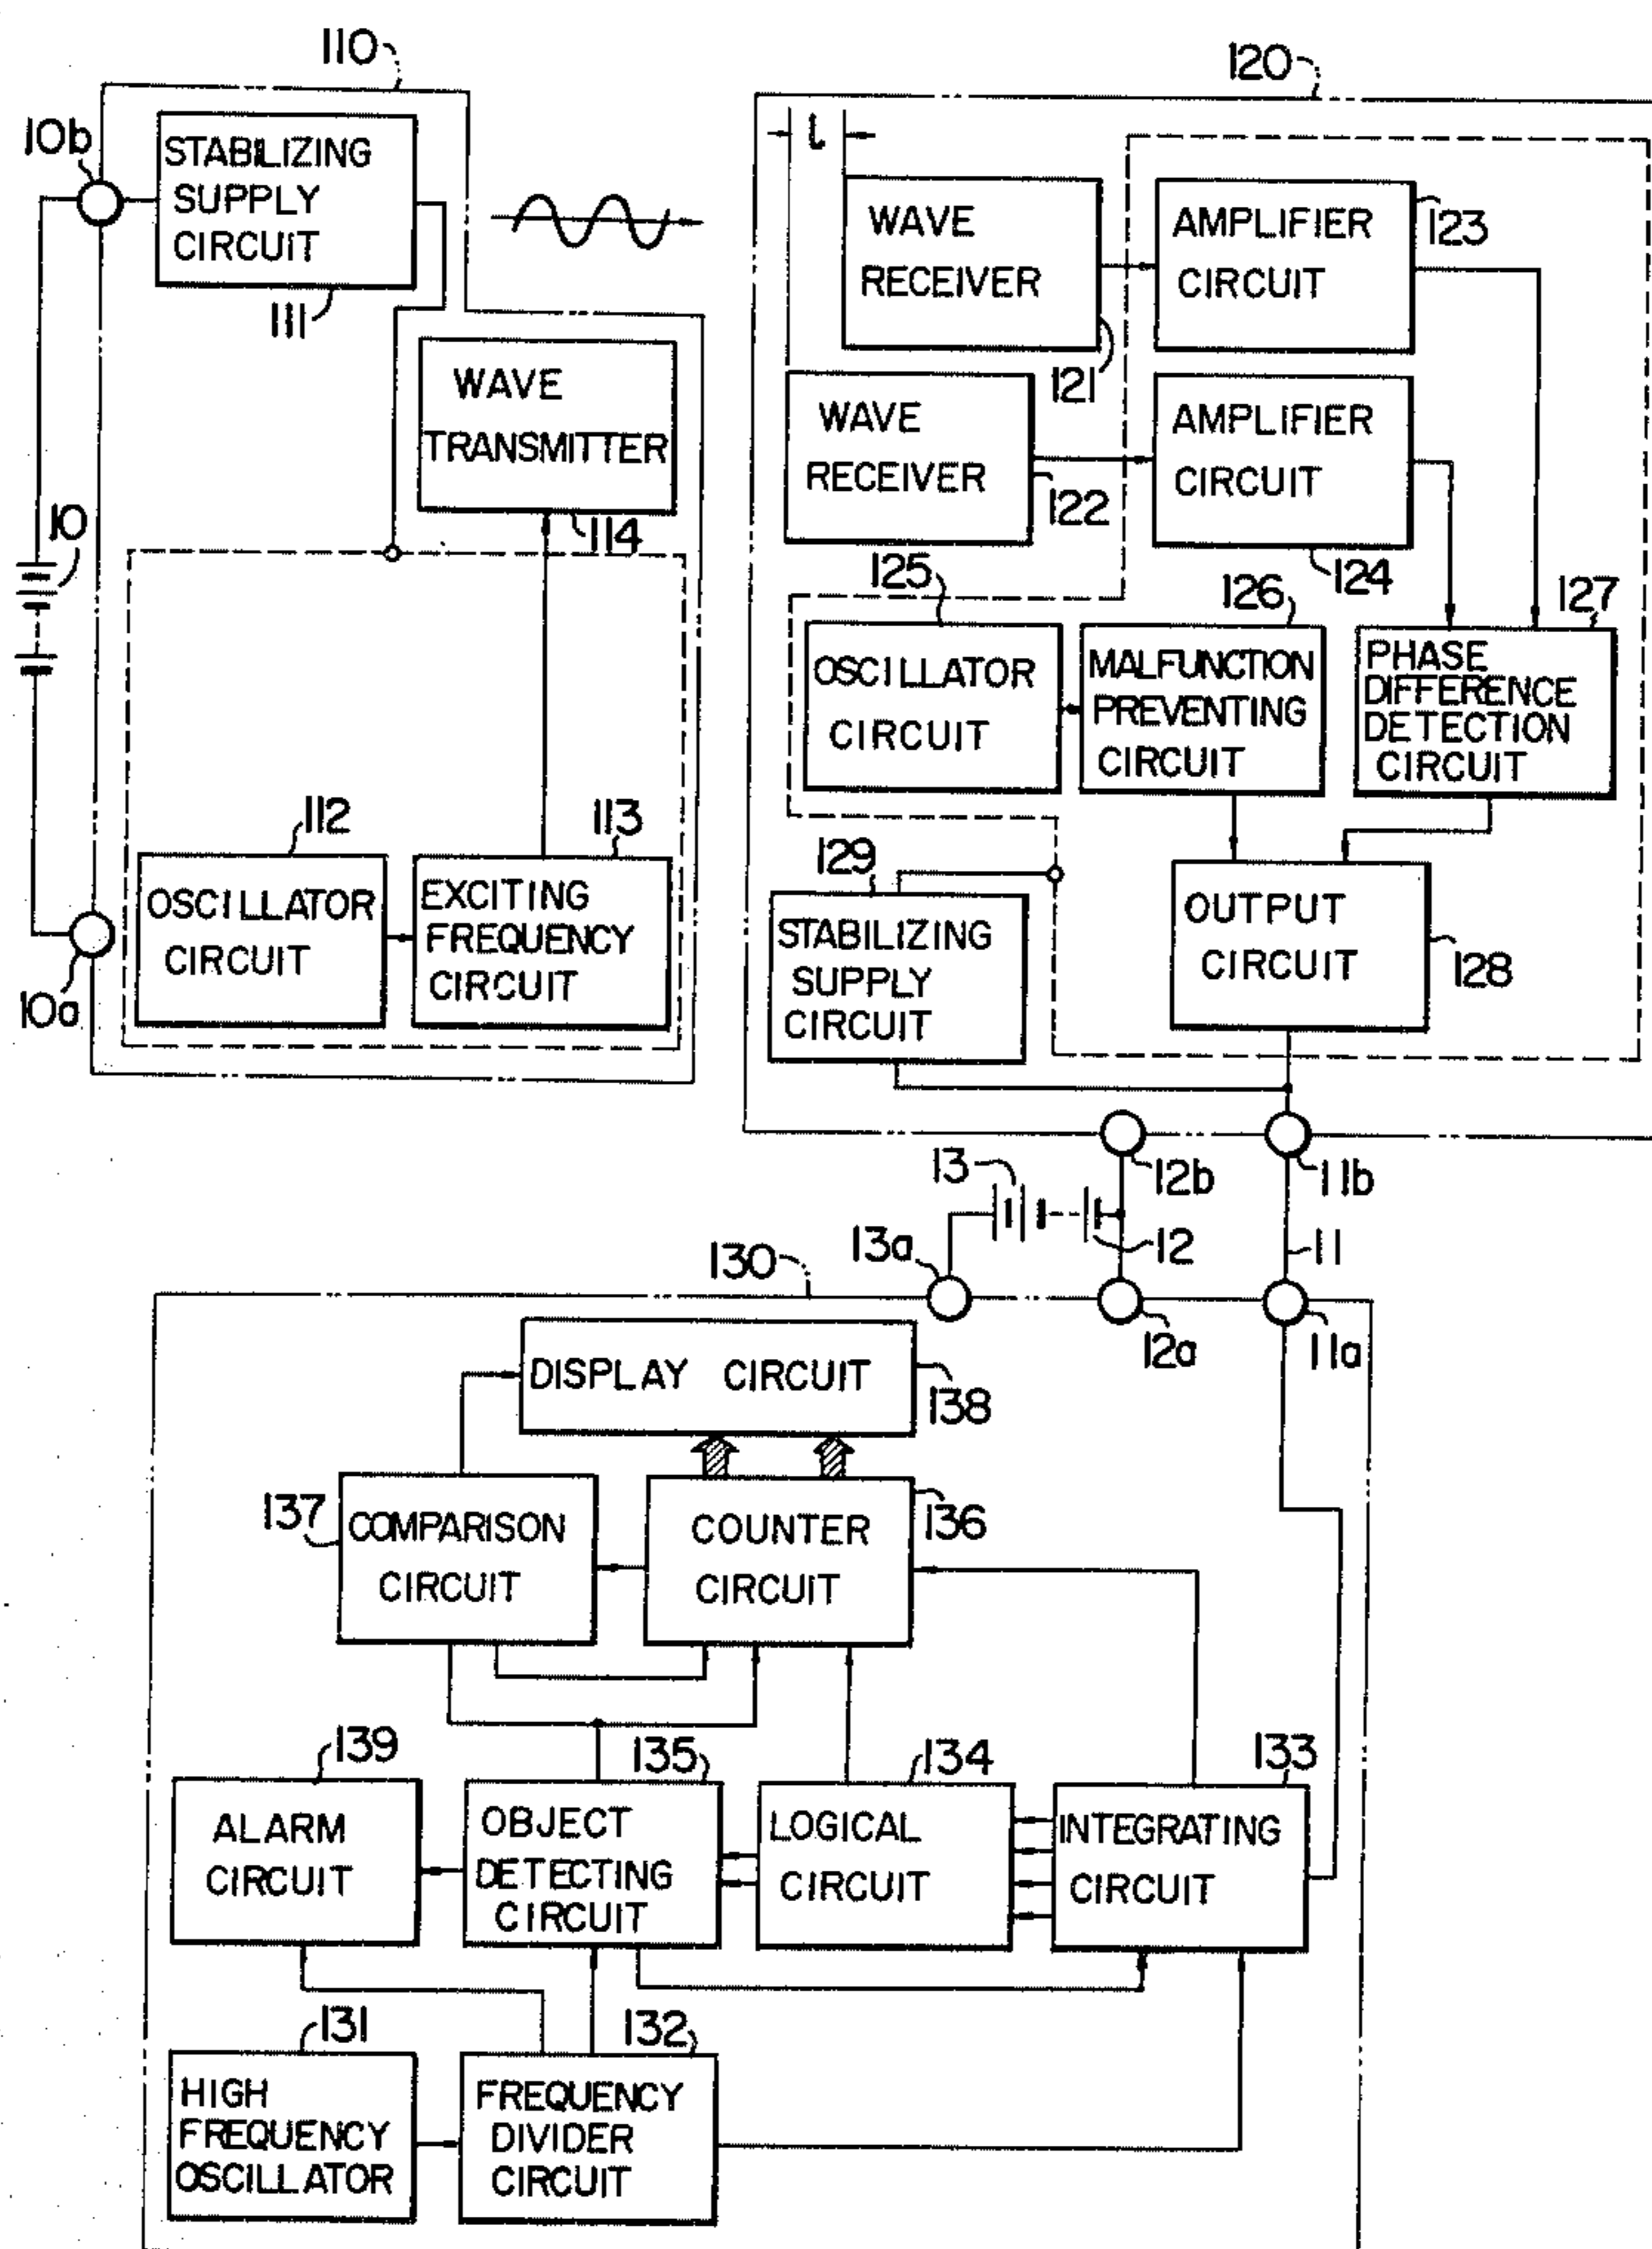 110
10b
STABILIZING
SUPPLY
CIRCUIT
111
WAVE
TRANSMITTER
114
10
112
OSCILLATOR
CIRCUIT
113
EXCITING
FREQUENCY
CIRCUIT
10a
120
l
WAVE
RECEIVER
121
AMPLIFIER
CIRCUIT
123
WAVE
RECEIVER
122
AMPLIFIER
CIRCUIT
124
125
OSCILLATOR
CIRCUIT
126
MALFUNCTION
PREVENTING
CIRCUIT
127
PHASE
DIFFERENCE
DETECTION
CIRCUIT
129
STABILIZING
SUPPLY
CIRCUIT
OUTPUT
CIRCUIT
128
12b
11b
13
12
11
13a
12a
11a
130
DISPLAY CIRCUIT
138
137
COMPARISON
CIRCUIT
COUNTER
CIRCUIT
136
139
ALARM
CIRCUIT
135
OBJECT
DETECTING
CIRCUIT
134
LOGICAL
CIRCUIT
133
INTEGRATING
CIRCUIT
131
HIGH
FREQUENCY
OSCILLATOR
132
FREQUENCY
DIVIDER
CIRCUIT